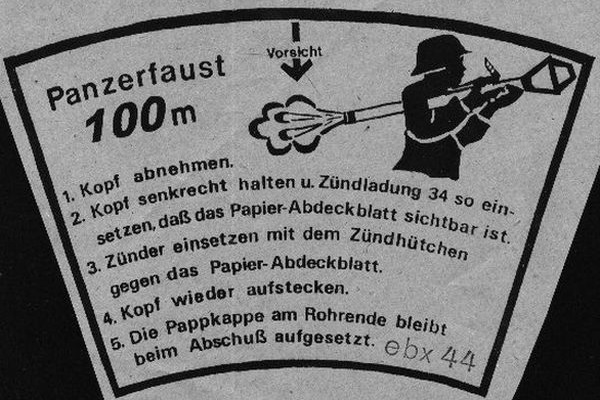 Vorsicht
Panzerfaust
100m
1. Kopf abnehmen.
2. Kopf senkrecht halten u. Zündladung 34 so ein-
setzen, daß das Papier-Abdeckblatt sichtbar ist.
3. Zünder einsetzen mit dem Zündhütchen
gegen das Papier-Abdeckblatt.
4. Kopf wieder aufstecken.
5. Die Pappkappe am Rohrende bleibt
beim Abschuß aufgesetzt.
ebx 44